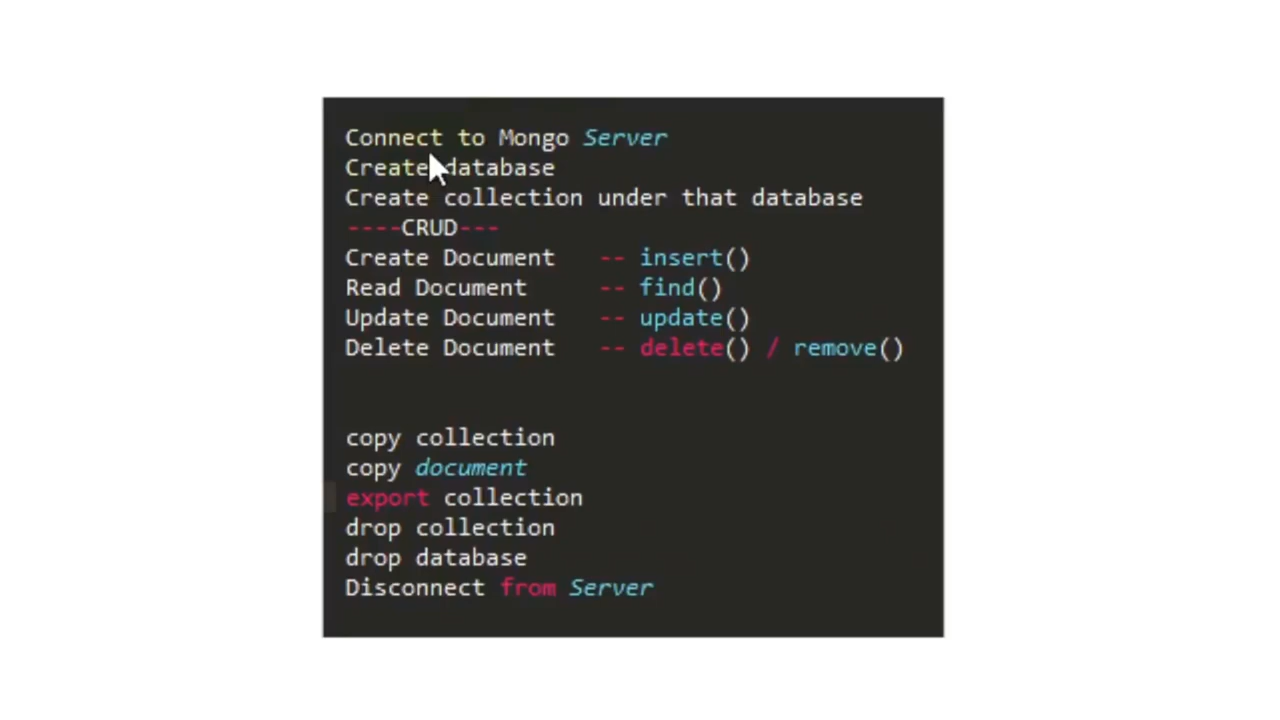 Connect to Mongo Server
Create database
Create collection under that database
----CRUD---
Create Document -- insert()
Read Document -- find()
Update Document -- update()
Delete Document -- delete() / remove()
copy collection
copy document
export collection
drop collection
drop database
Disconnect from Server